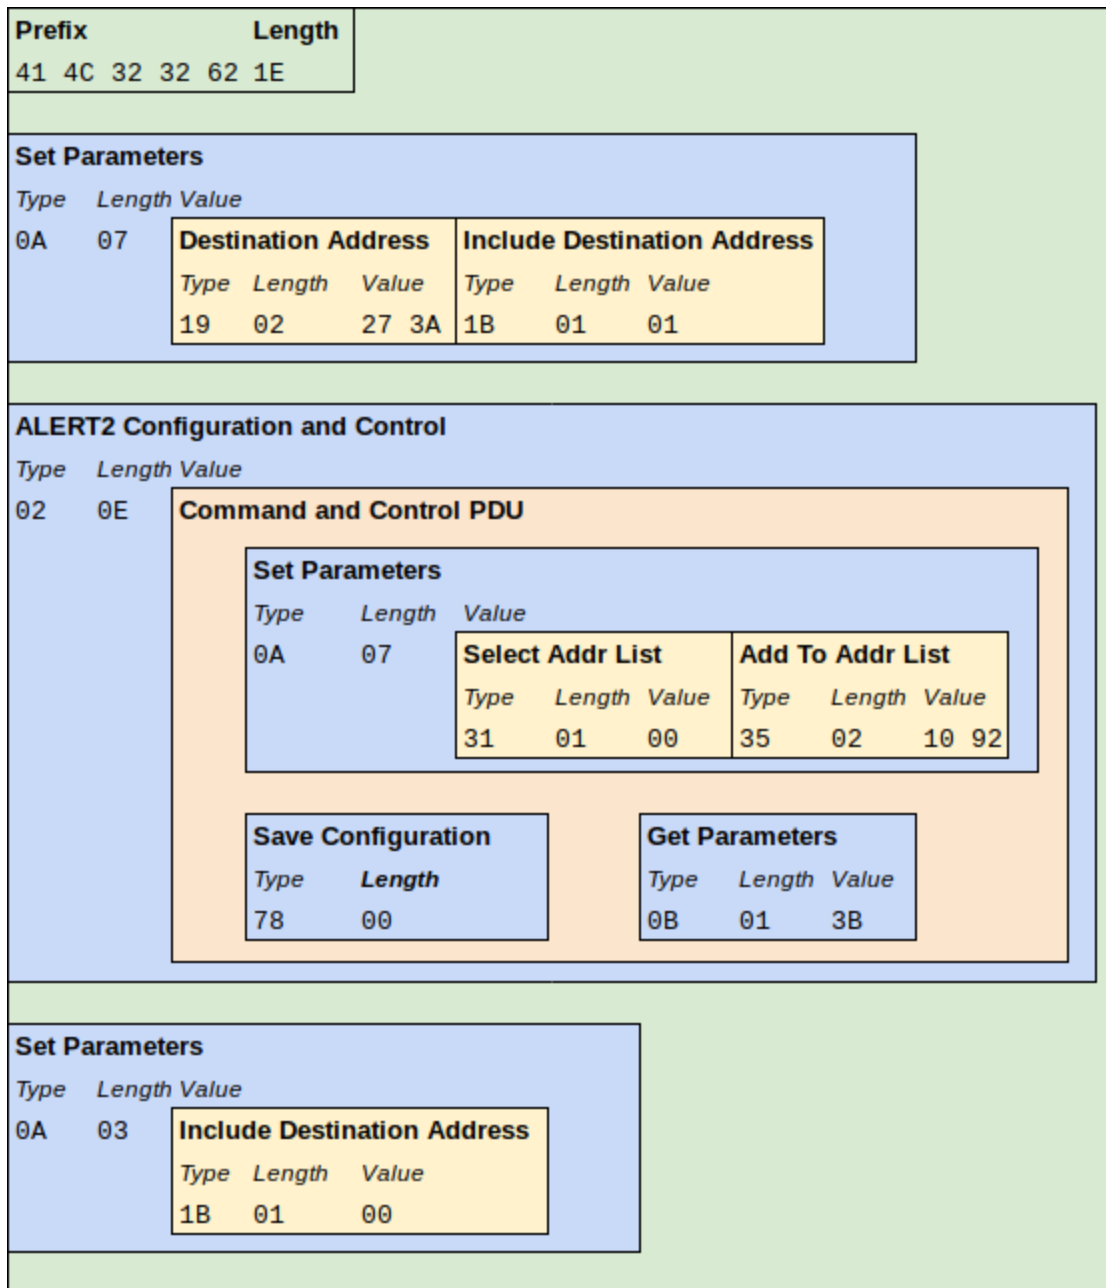 Prefix Length
41 4C 32 32 62 1E
Set Parameters
Type Length Value
0A 07 Destination Address Include Destination Address
Type Length Value Type Length Value
19 02 27 3A 1B 01 01
ALERT2 Configuration and Control
Type Length Value
02 0E Command and Control PDU
Set Parameters
Type Length Value
0A 07 Select Addr List Add To Addr List
Type Length Value Type Length Value
31 01 00 35 02 10 92
Save Configuration Get Parameters
Type Length Type Length Value
78 00 0B 01 3B
Set Parameters
Type Length Value
0A 03 Include Destination Address
Type Length Value
1B 01 00